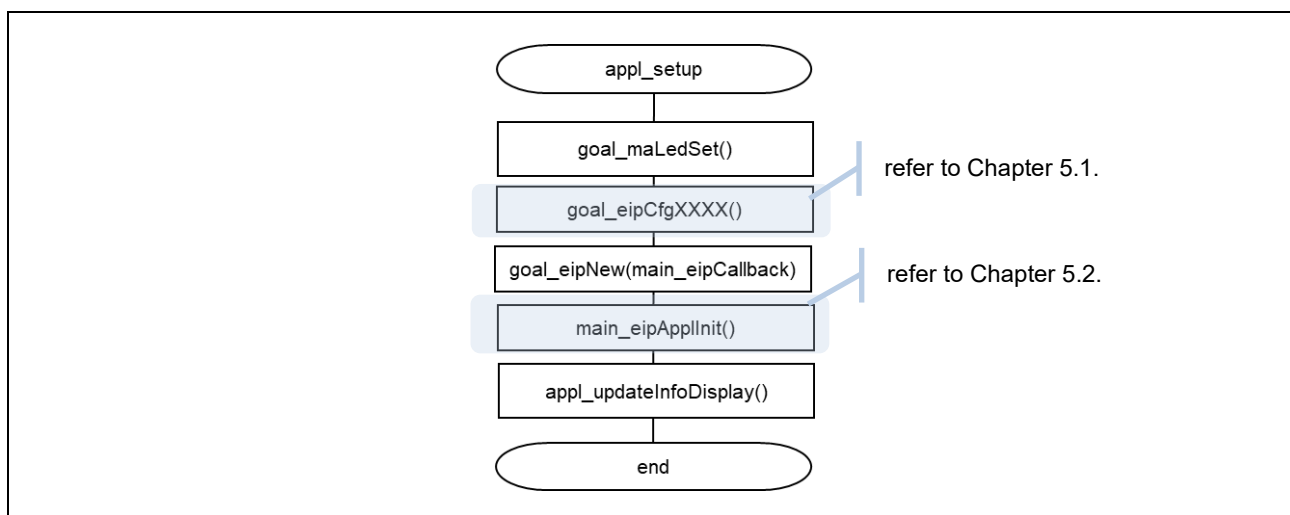 appl_setup
goal_maLedSet()
refer to Chapter 5.1.
goal_eipCfgXXXX()
goal_eipNew(main_eipCallback)
refer to Chapter 5.2.
main_eipApplInit()
appl_updateInfoDisplay()
end